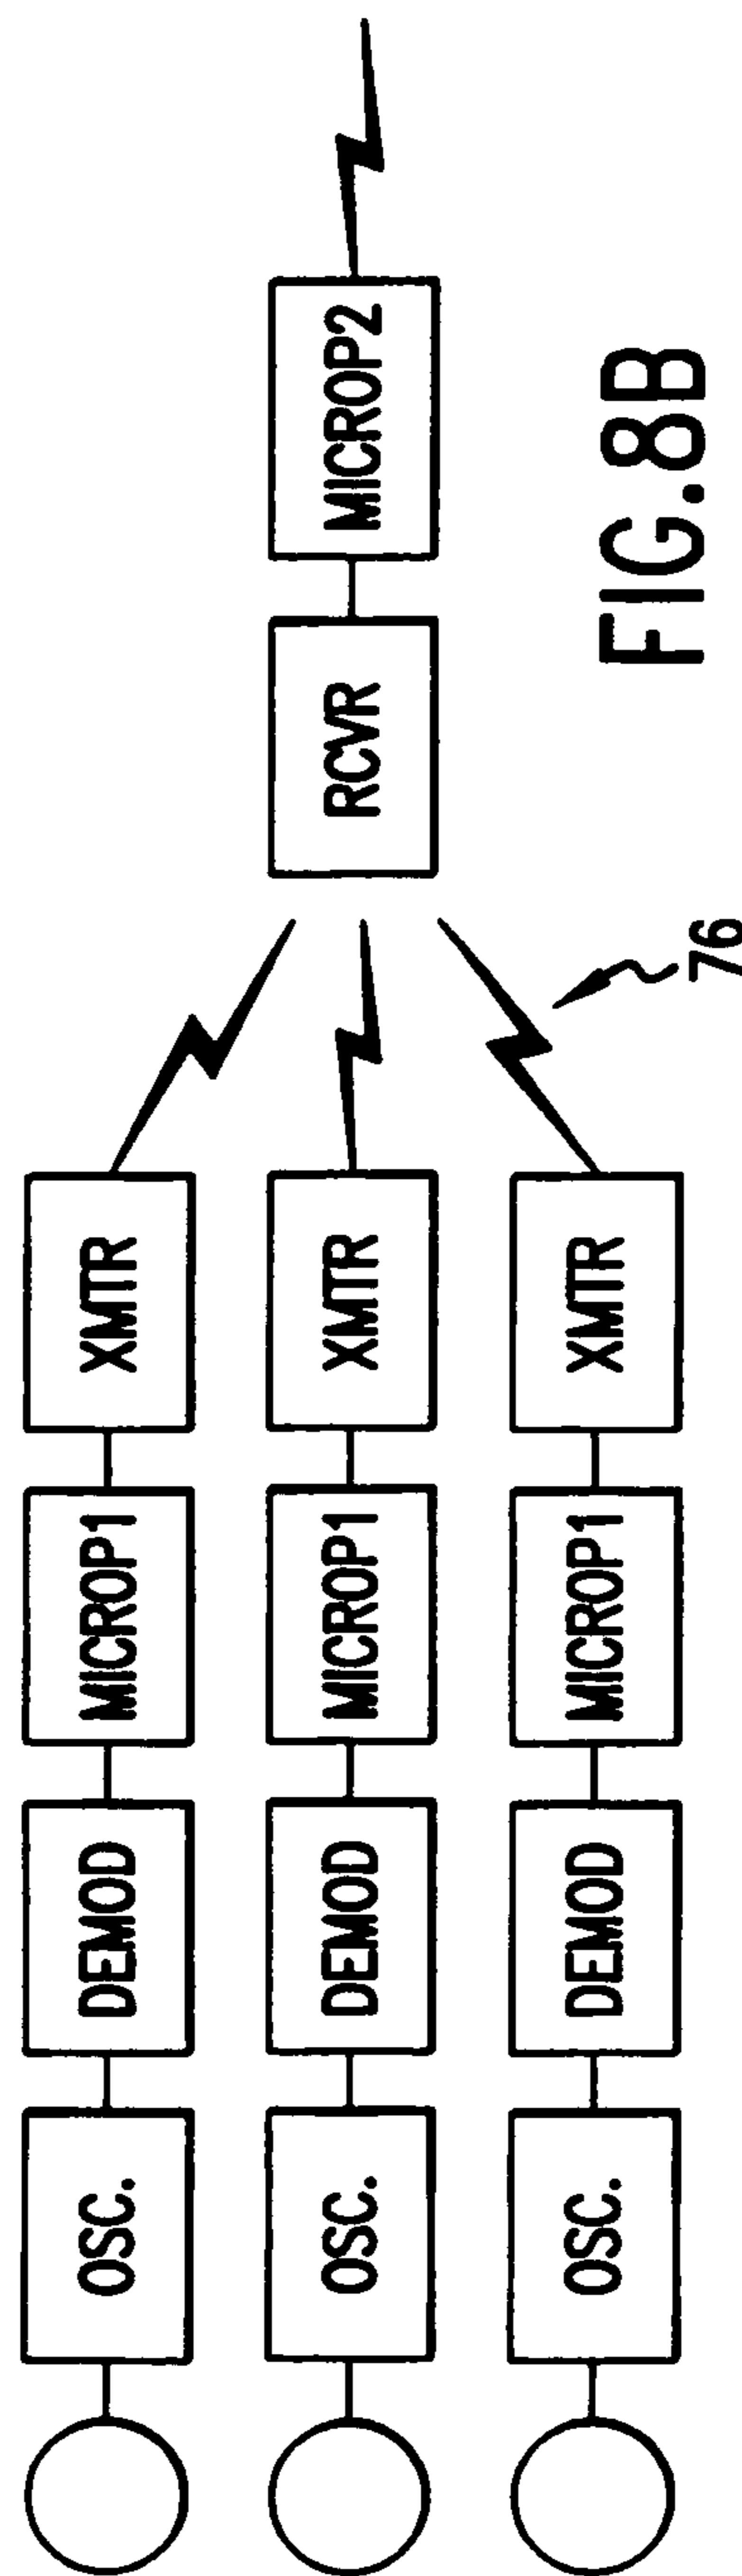 OSC.
DEMOD
MICROP1
XMTR
OSC.
DEMOD
MICROP1
XMTR
OSC.
DEMOD
MICROP1
XMTR
RCVR
MICROP2
76
FIG.8B